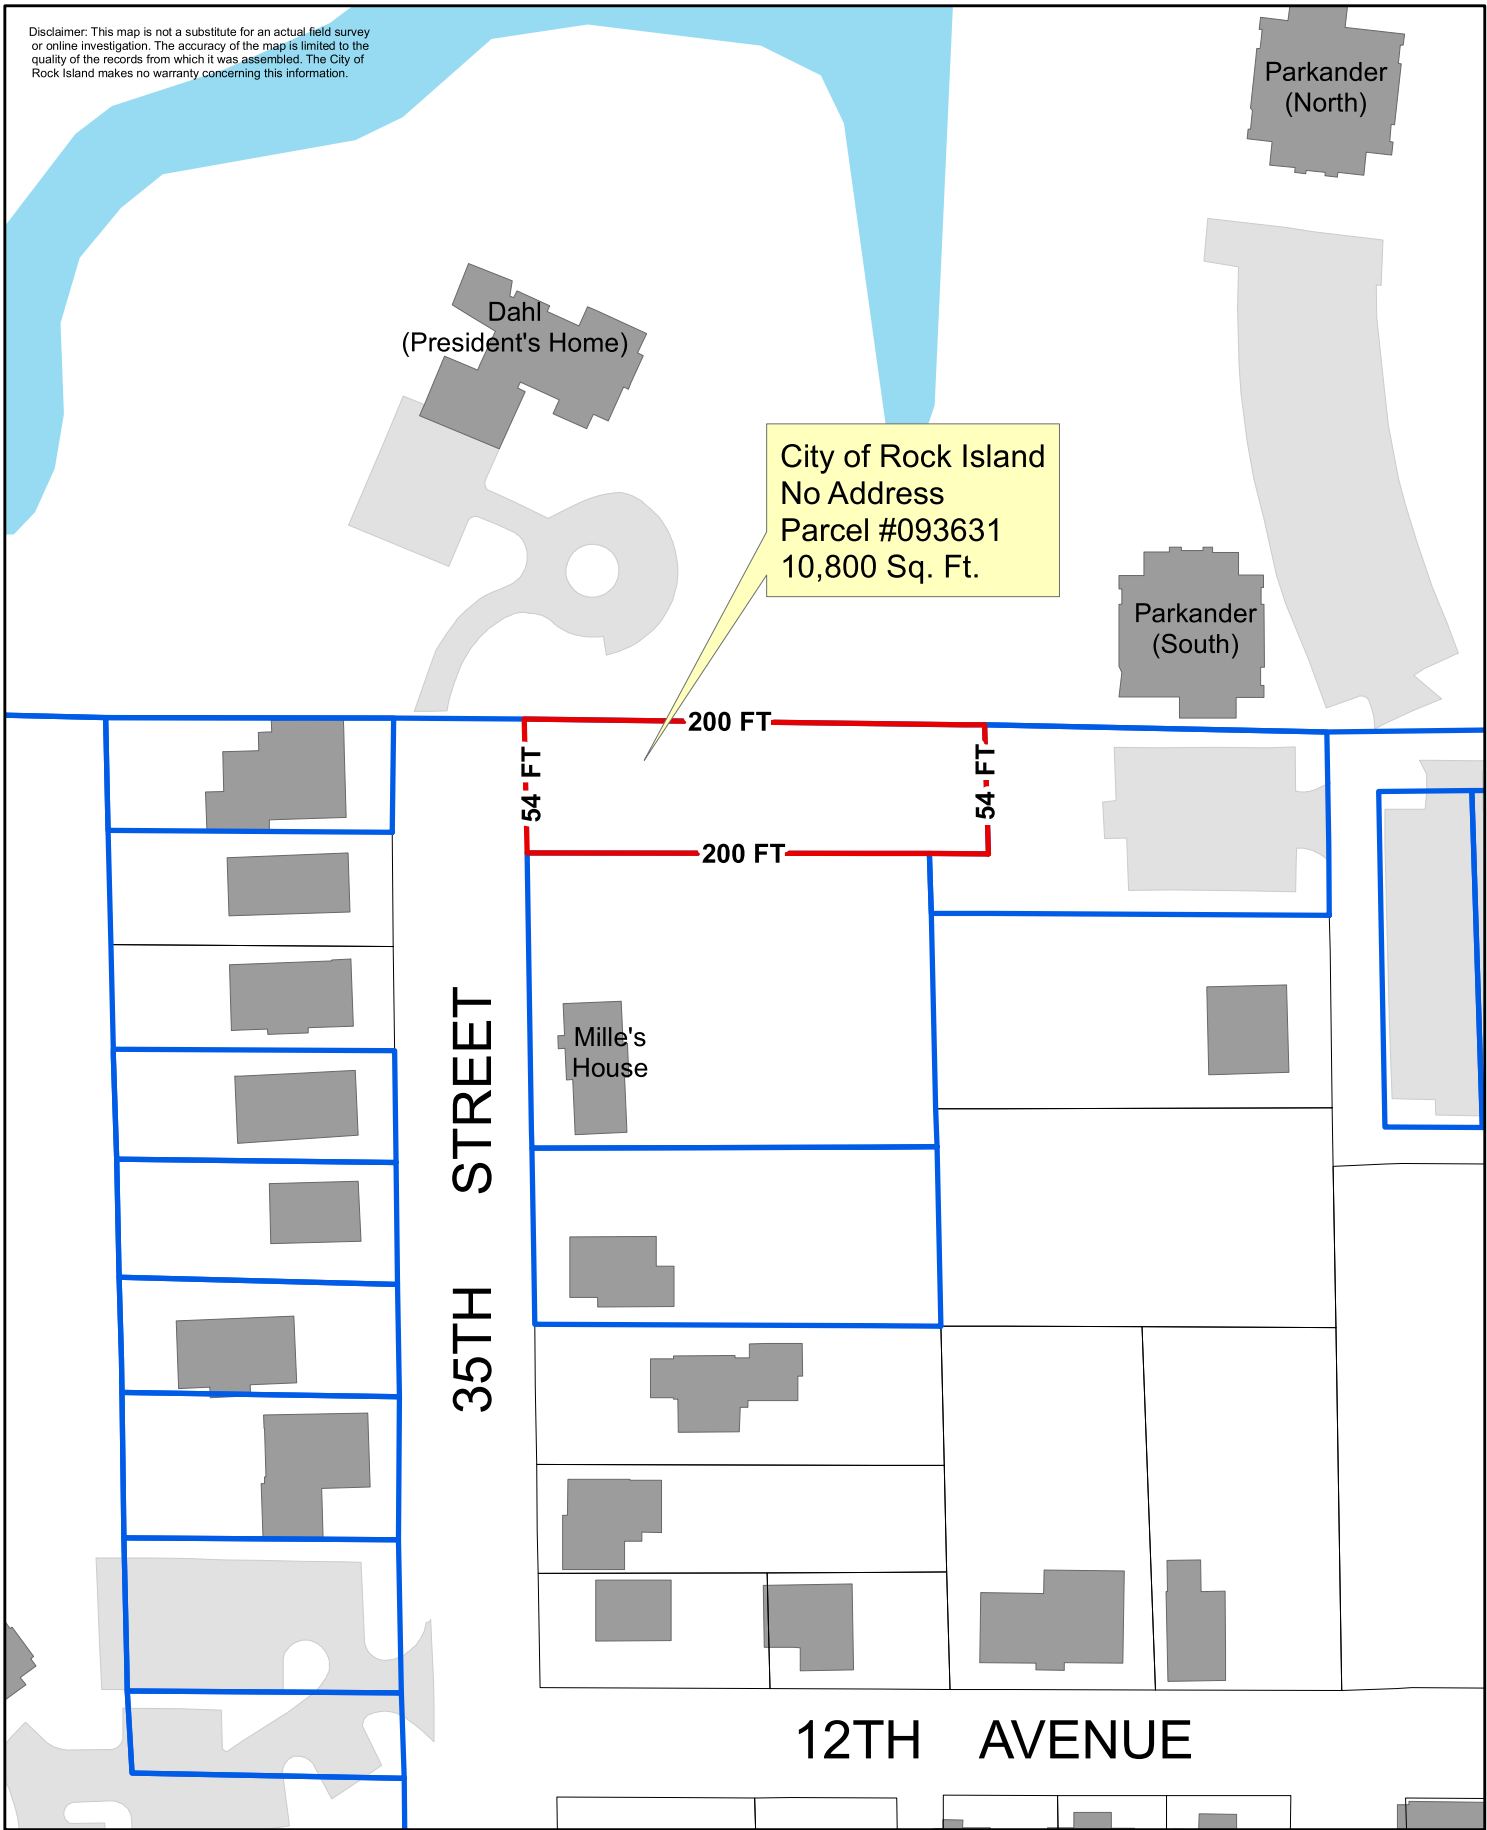 Disclaimer: This map is not a substitute for an actual field survey
or online investigation. The accuracy of the map is limited to the
quality of the records from which it was assembled. The City of
Rock Island makes no warranty concerning this information.
Parkander
(North)
Dahl
(President's Home)
City of Rock Island
No Address
Parcel #093631
10,800 Sq. Ft.
Parkander
(South)
200 FT
54 FT
54 FT
200 FT
Mille's
House
35TH STREET
12TH AVENUE